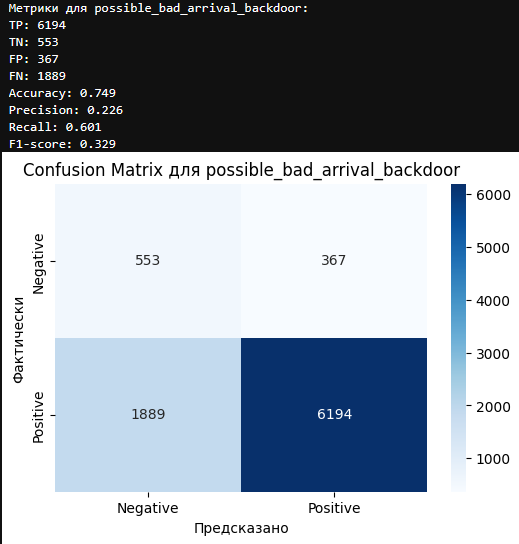 Метрики для possible_bad_arrival_backdoor:
TP: 6194
TN: 553
FP: 367
FN: 1889
Accuracy: 0.749
Precision: 0.226
Recall: 0.601
F1-score: 0.329
Confusion Matrix для possible_bad_arrival_backdoor
Фактически
Negative
553
367
Positive
1889
6194
Negative
Positive
Предсказано
6000
5000
4000
3000
2000
1000